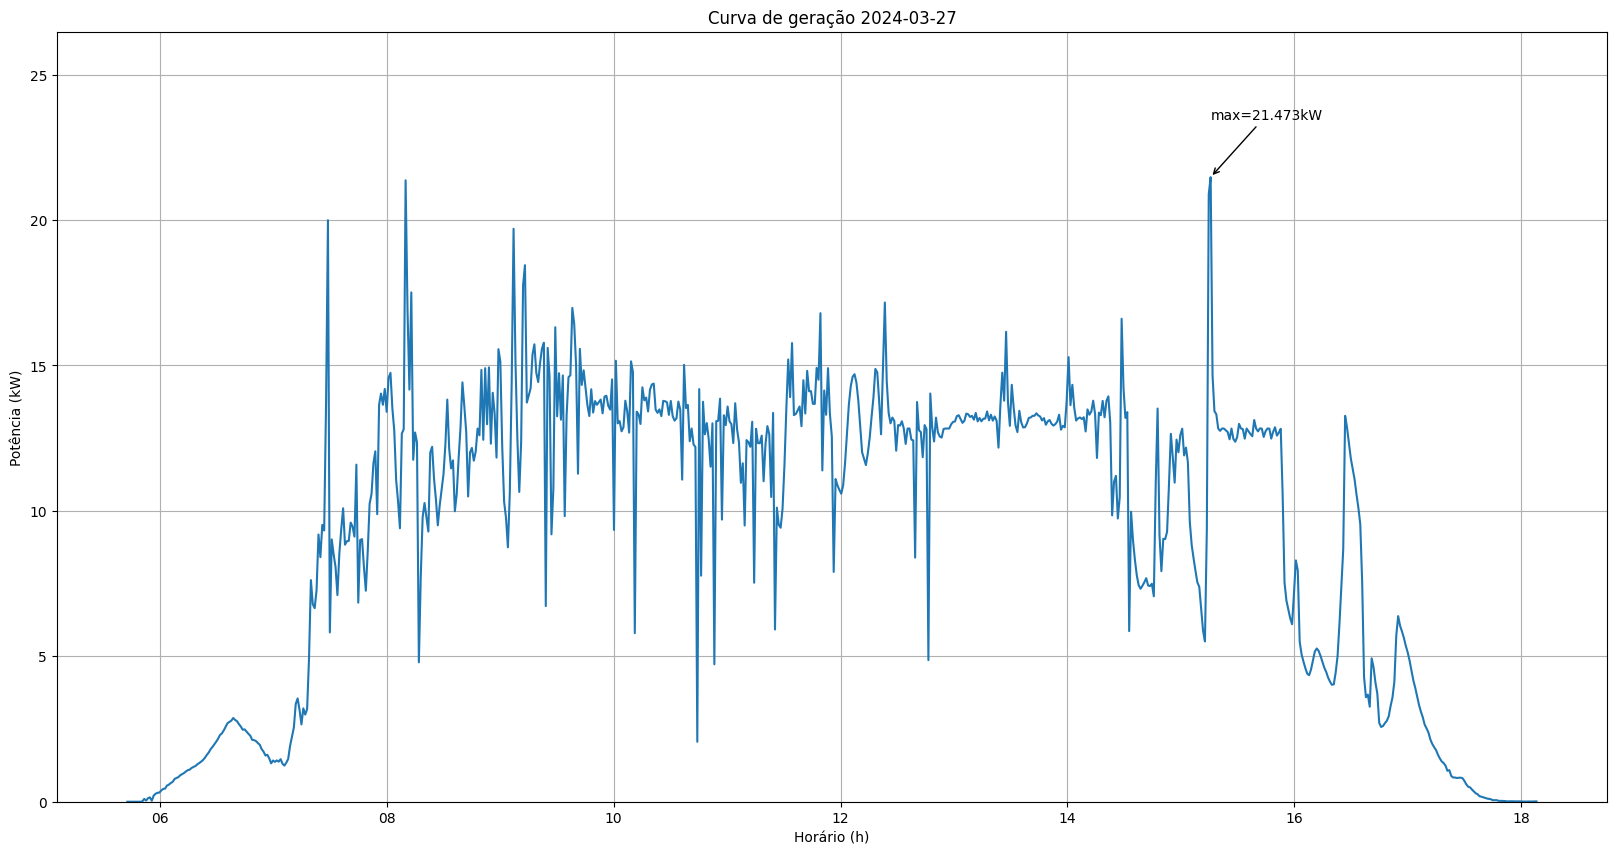 Curva de geração 2024-03-27
25
20
15
10
5
0
Potência (kW)
max=21.473kW
06 08 10 12 14 16 18
Horário (h)